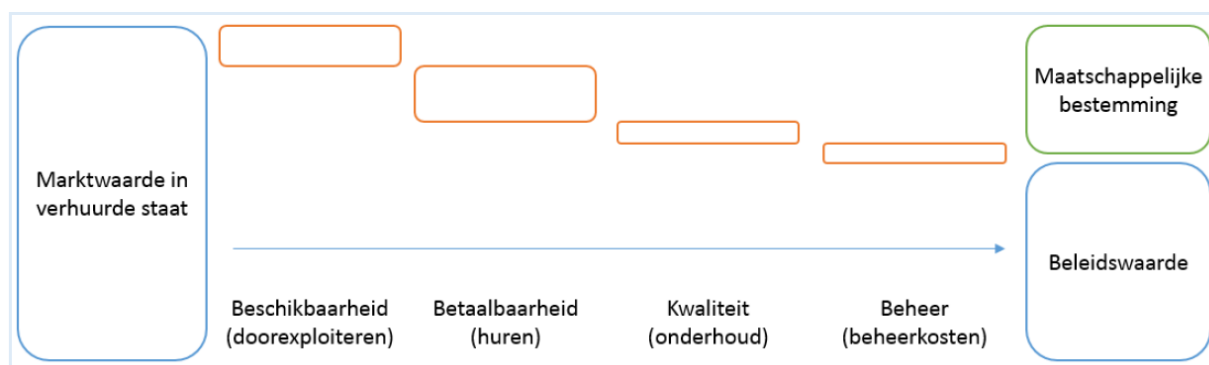 Marktwaarde in
verhuurde staat
Beschikbaarheid
(doorexploiteren)
Betaalbaarheid
(huren)
Kwaliteit
(onderhoud)
Beheer
(beheerkosten)
Maatschappelijke
bestemming
Beleidswaarde